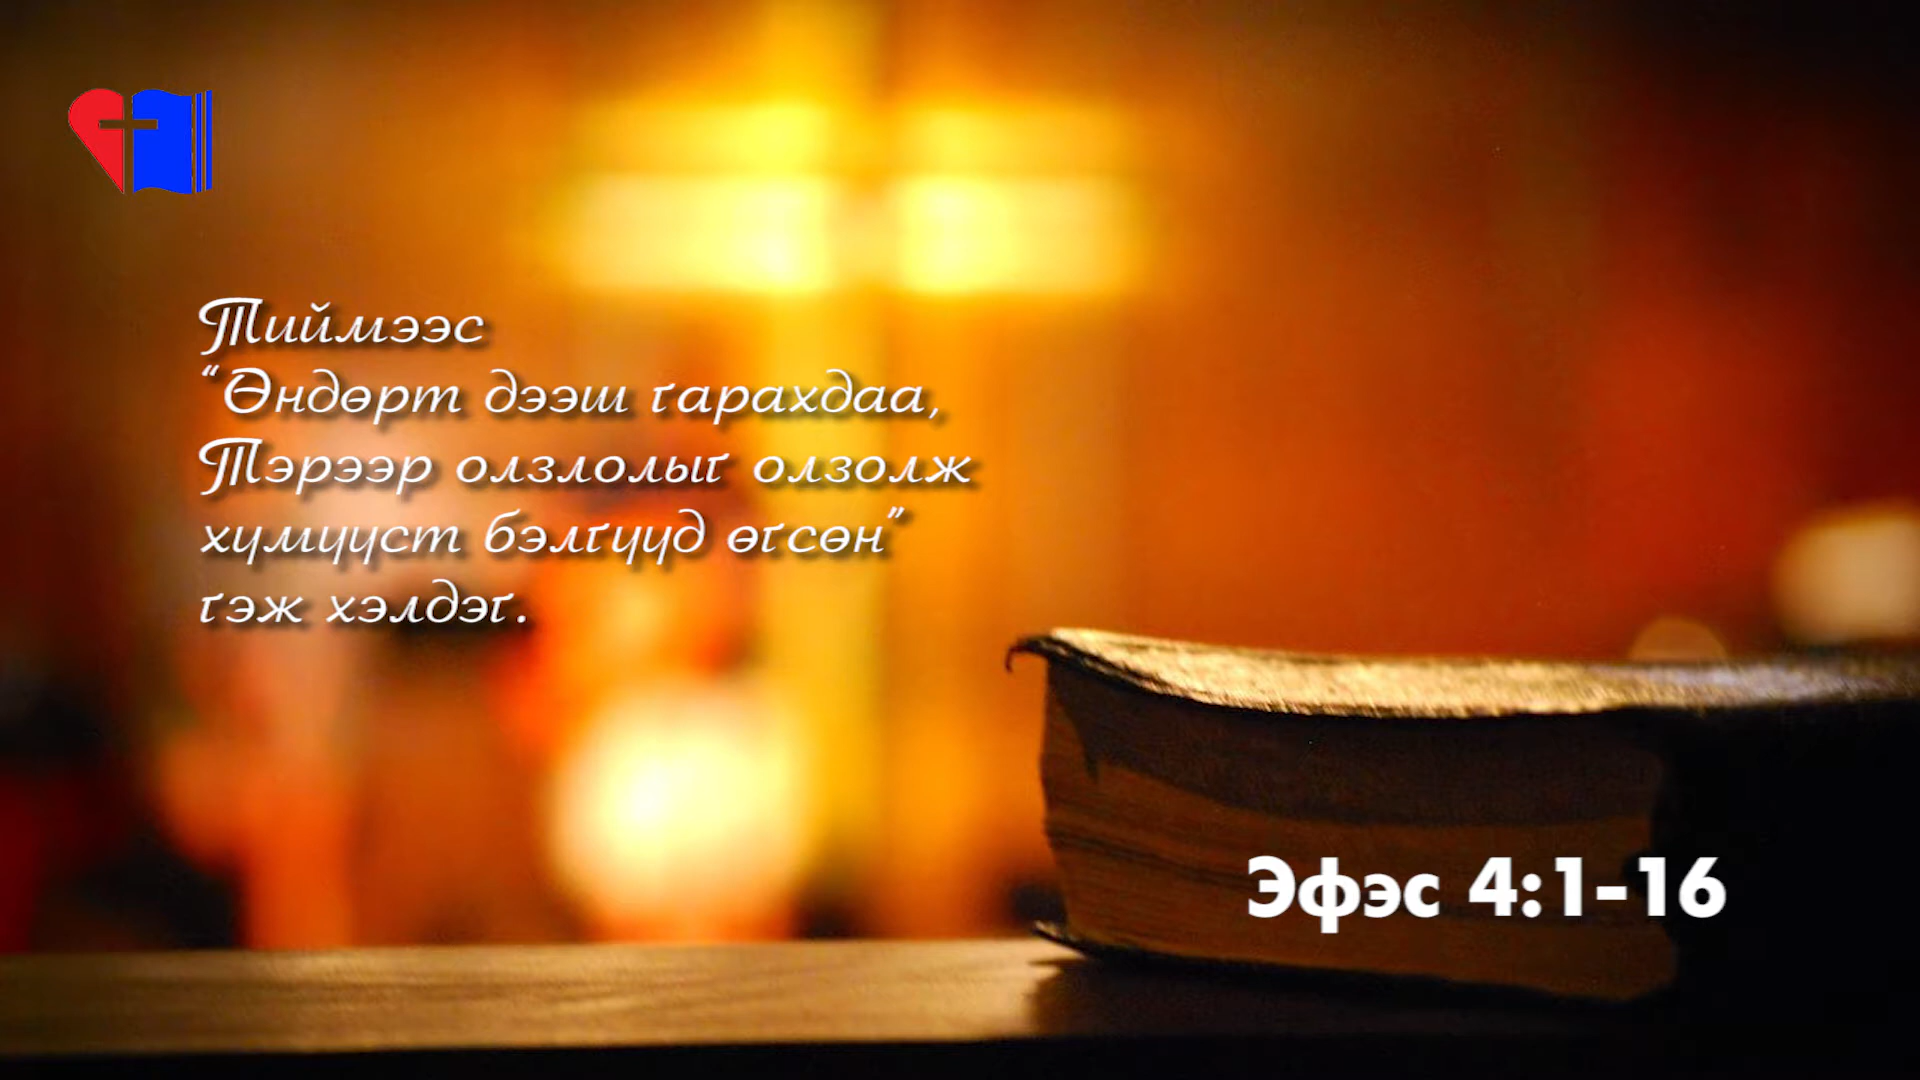 Тиймээс
“Өндөрт дээш гарахдаа,
Тэрээр олзлолыг олзолж
хүмүүст бэлгүүд өгсөн”
гэж хэлдэг.
Эфэс 4:1-16